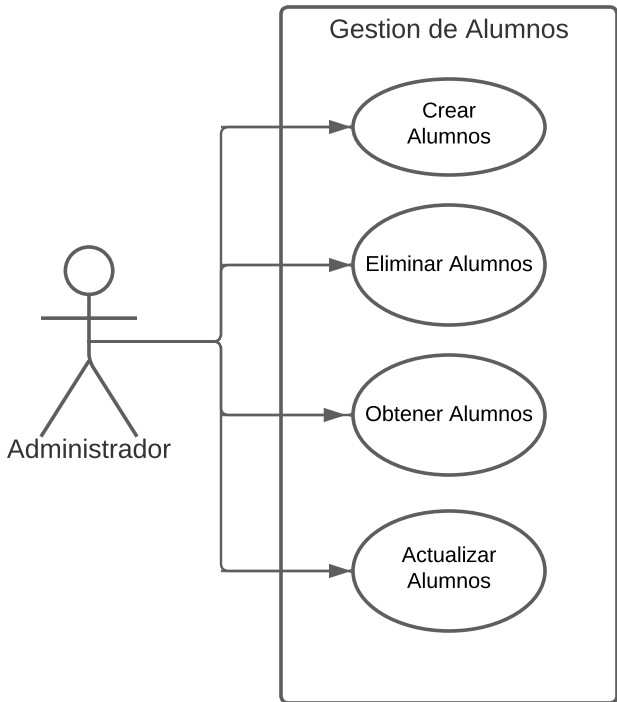 Gestion de Alumnos
Crear
Alumnos
Eliminar Alumnos
Obtener Alumnos
Administrador
Actualizar
Alumnos